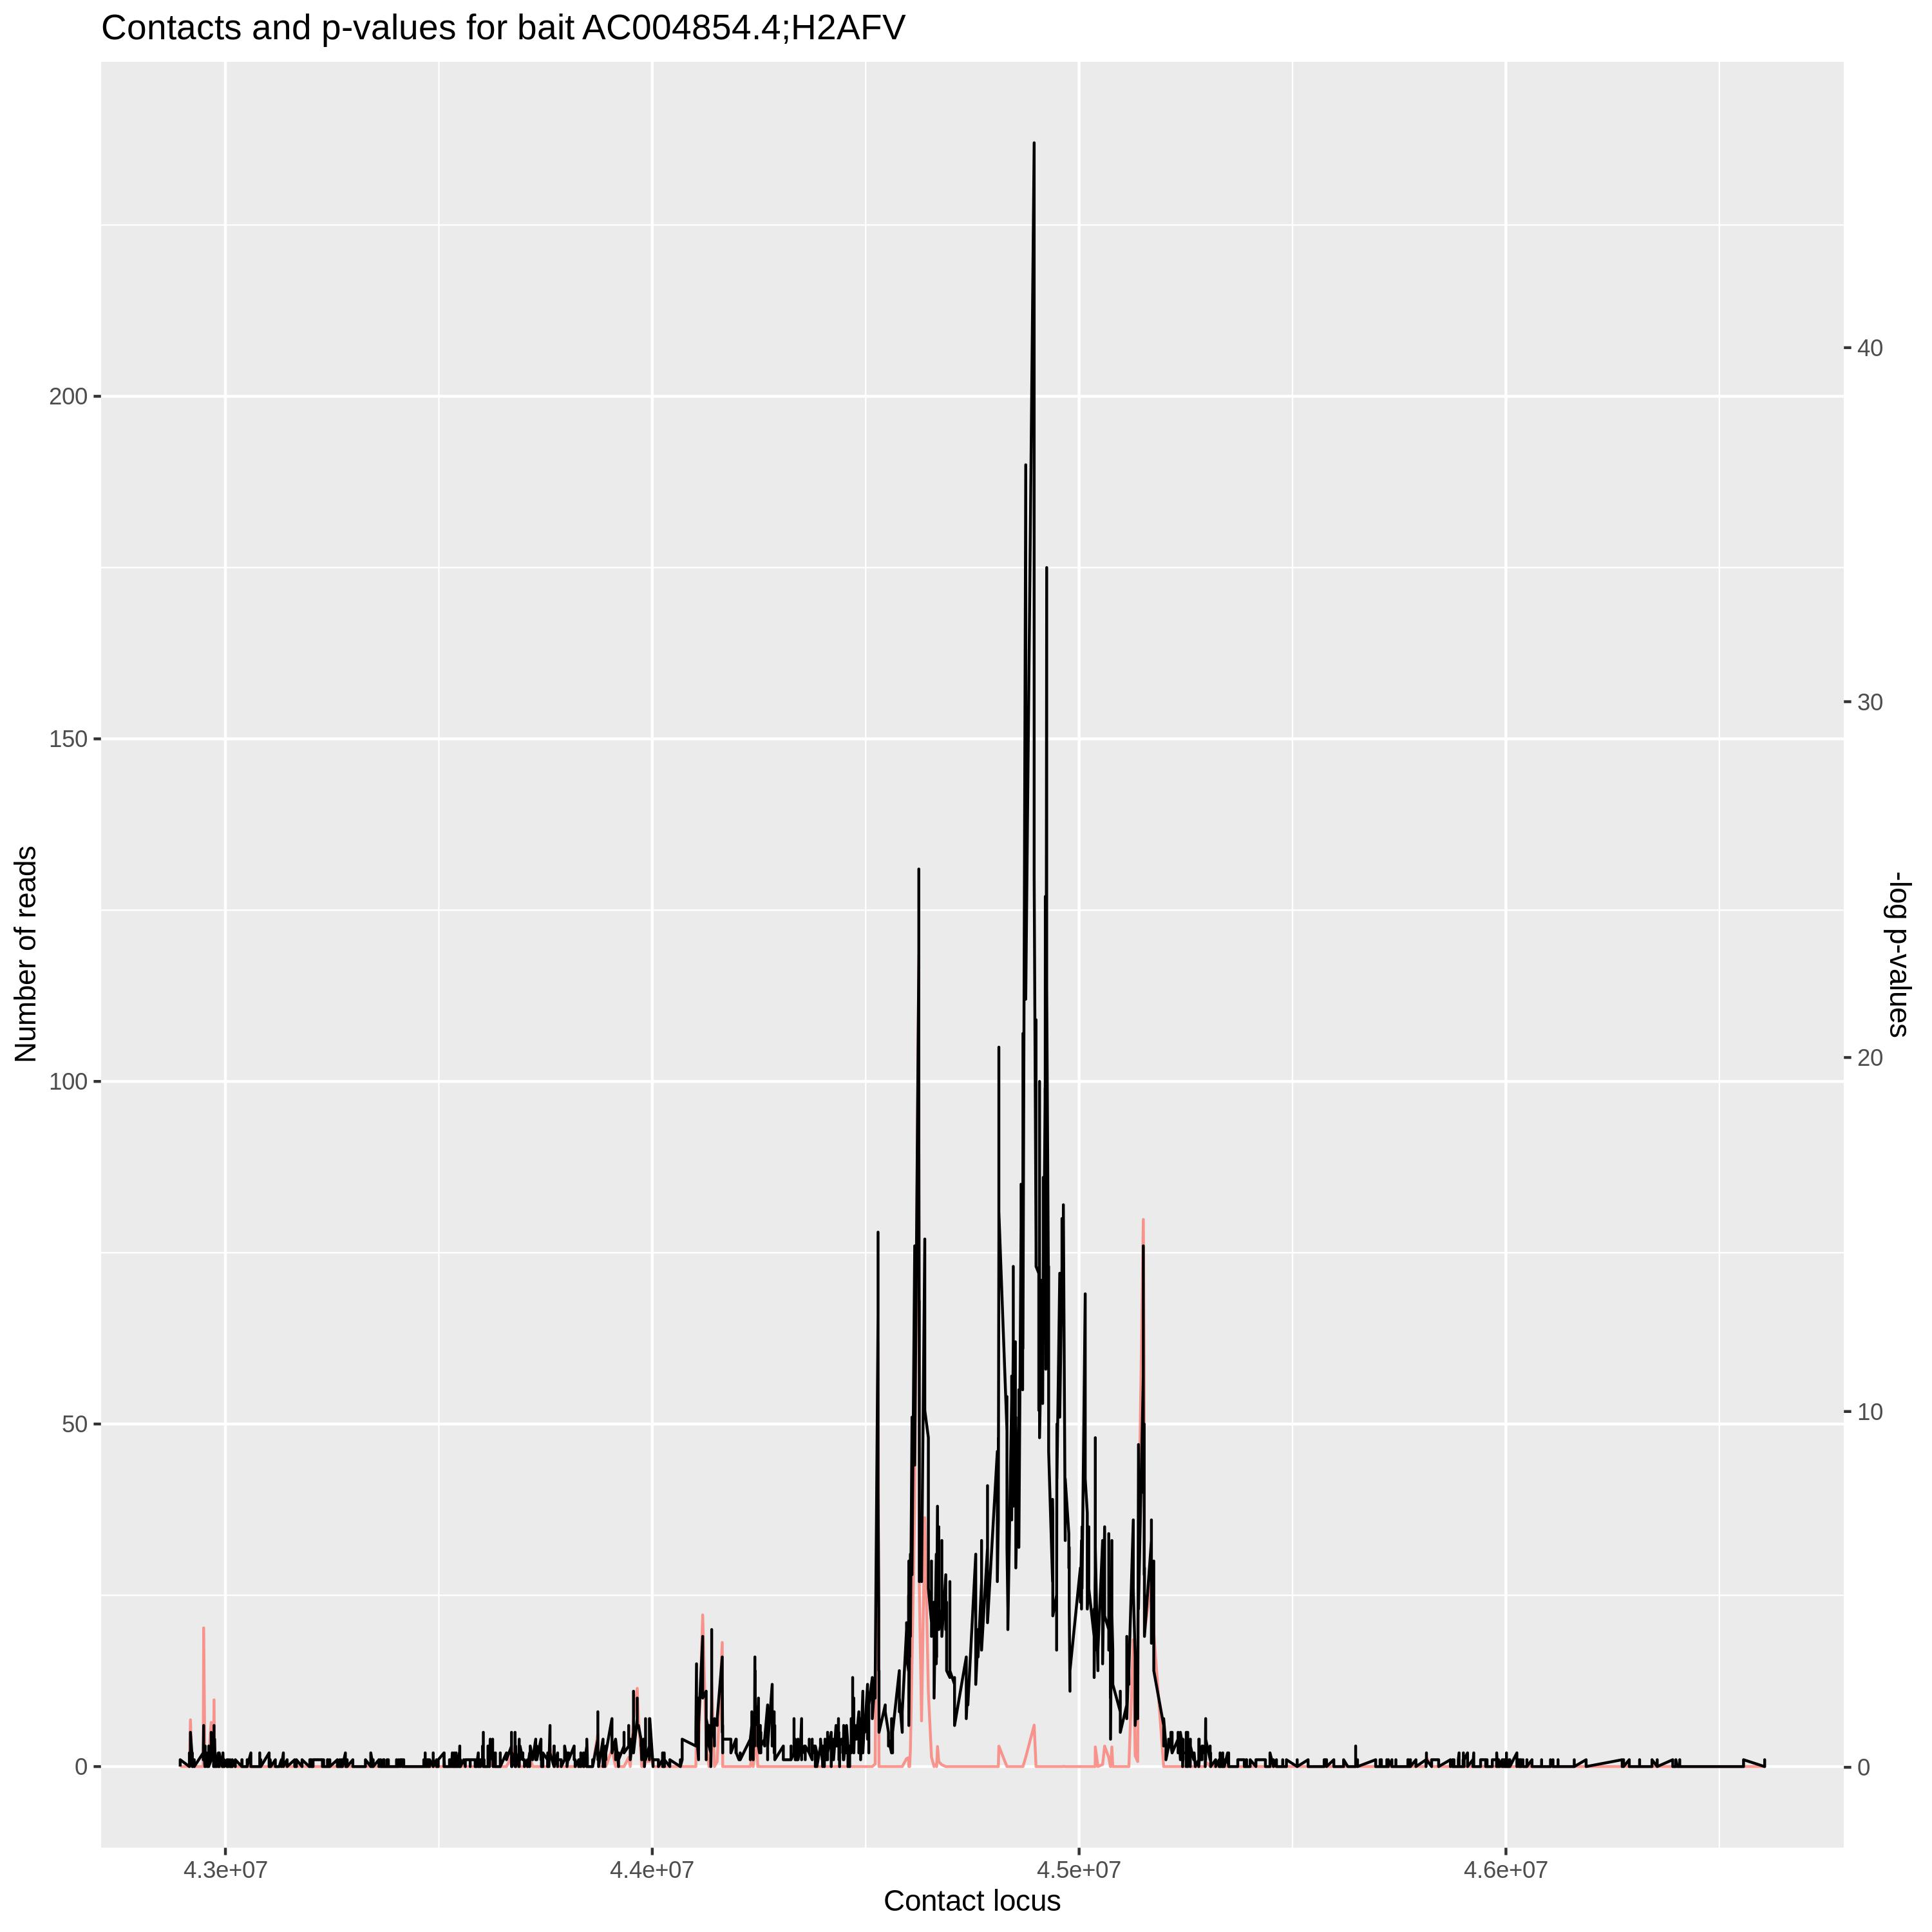 Contacts and p-values for bait AC004854.4;H2AFV
Number of reads
200
150
100
50
0
40
30
20
10
0
-log p-values
4.3e+07
4.4e+07
4.5e+07
4.6e+07
Contact locus